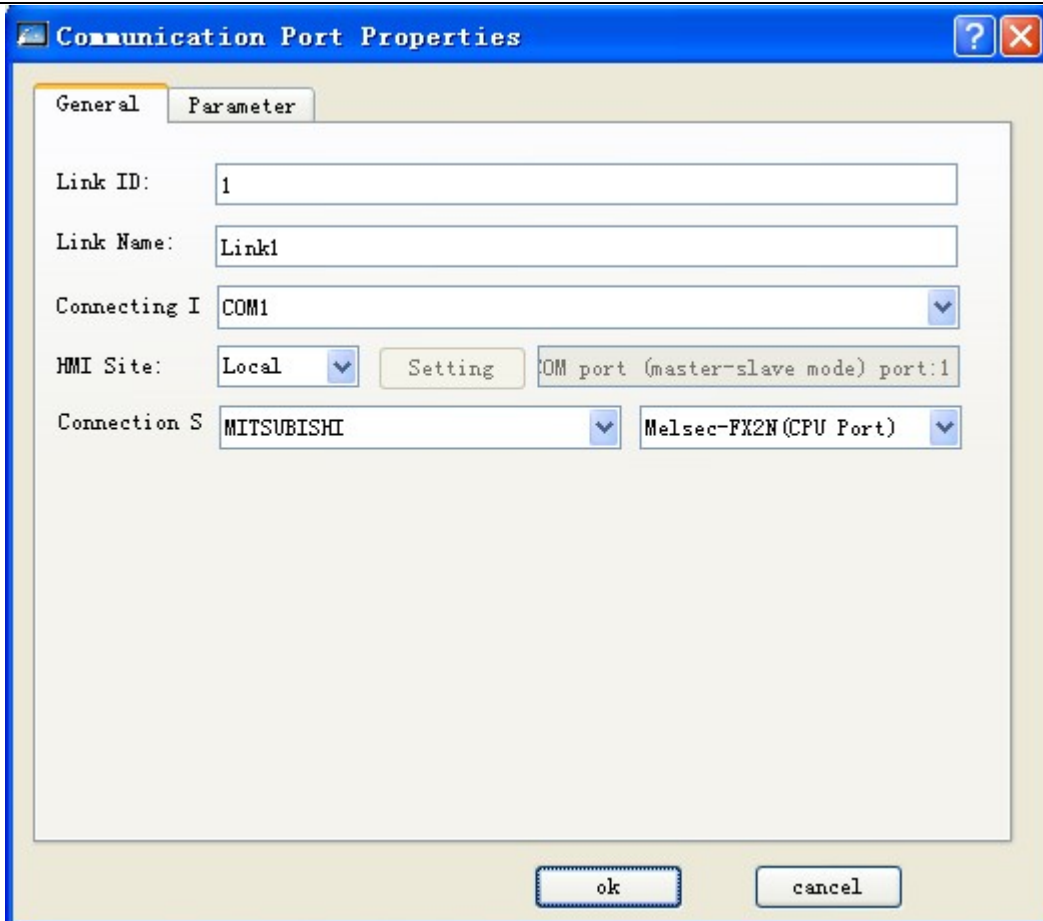 Communication Port Properties
General Parameter
Link ID: 1
Link Name: Link1
Connecting I COM1
HMI Site: Local Setting COM port (master-slave mode) port:1
Connection S MITSUBISHI Melsec-FX2N(CPU Port)
ok cancel